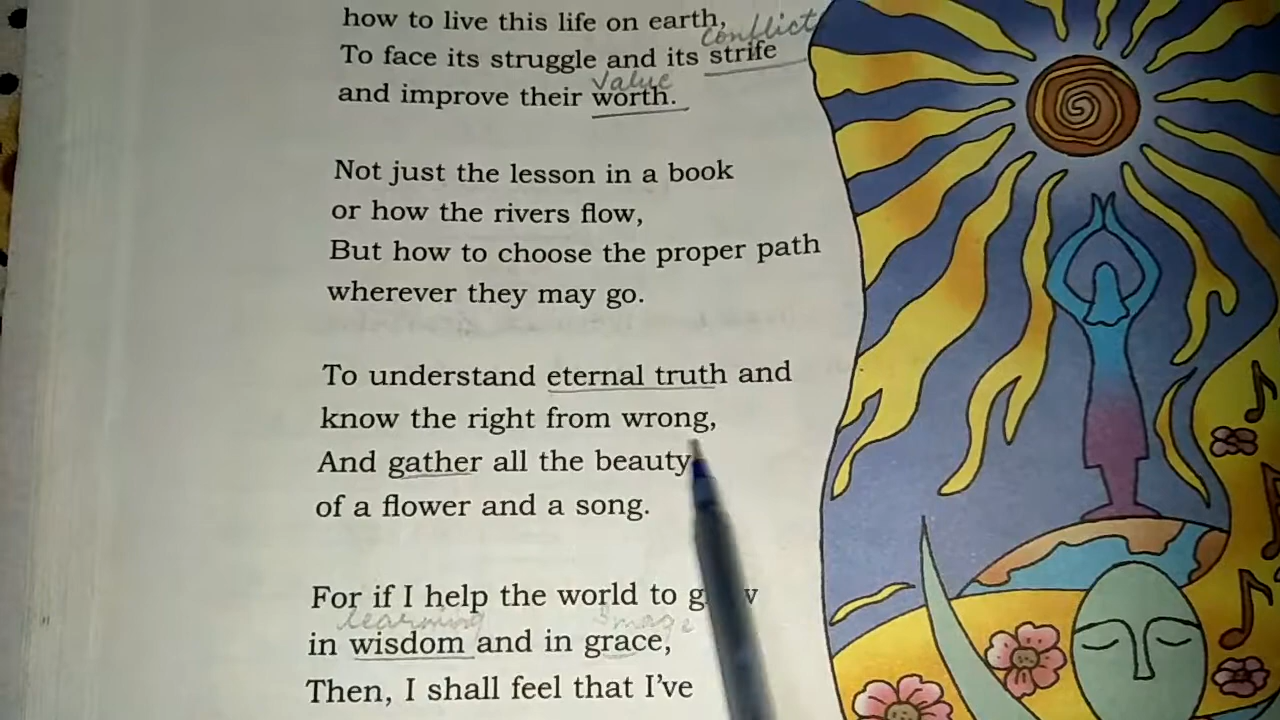 how to live this life on earth,
conflict
To face its struggle and its strife
value
and improve their worth.
Not just the lesson in a book
or how the rivers flow,
But how to choose the proper path
wherever they may go.
To understand eternal truth and
know the right from wrong,
And gather all the beauty
of a flower and a song.
For if I help the world to
learning image
in wisdom and in grace,
Then, I shall feel that I've